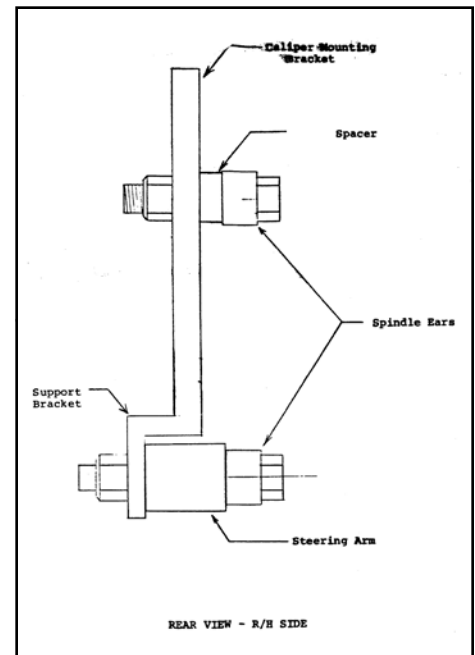 Caliper Mounting
Bracket
Spacer
Spindle Ears
Support
Bracket
Steering Arm
REAR VIEW - R/H SIDE